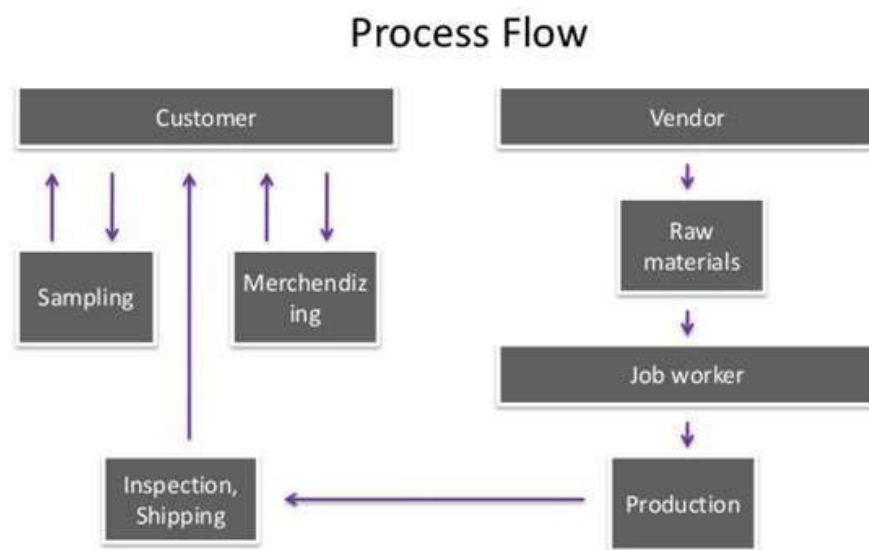 Process Flow
Customer
Vendor
Raw
materials
Sampling
Merchendiz
ing
Job worker
Inspection,
Shipping
Production